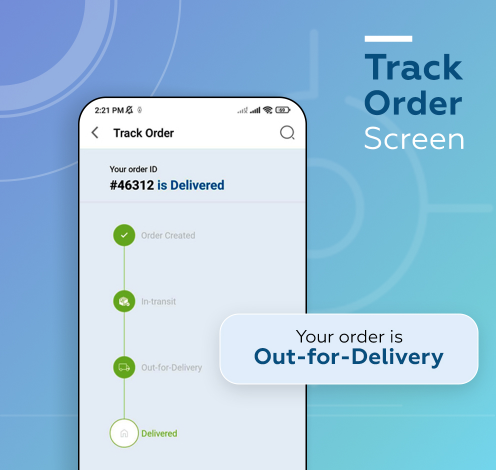 Track
Order
Screen
2:21 PM
Track Order
Your order ID
#46312 is Delivered
Order Created
In-transit
Out-for-Delivery
Delivered
Your order is
Out-for-Delivery